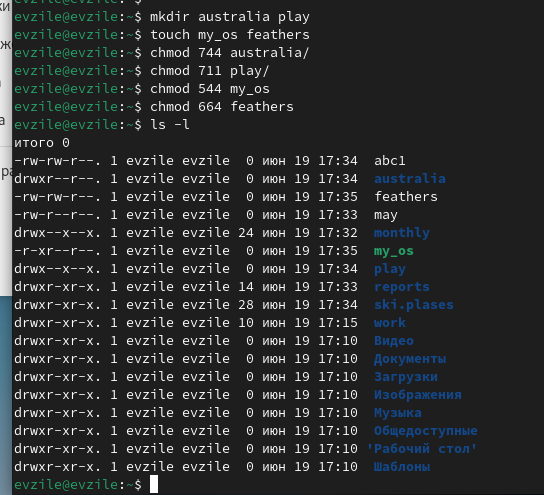 ки
evzile@evzile:~$ mkdir australia play
evzile@evzile:~$ touch my_os feathers
evzile@evzile:~$ chmod 744 australia/
evzile@evzile:~$ chmod 711 play/
evzile@evzile:~$ chmod 544 my_os
evzile@evzile:~$ chmod 664 feathers
evzile@evzile:~$ ls -l
итого 0
-rw-rw-r--. 1 evzile evzile  0 июн 19 17:34  abc1
drwxr--r--. 1 evzile evzile  0 июн 19 17:34  australia
-rw-rw-r--. 1 evzile evzile  0 июн 19 17:35  feathers
-rw-r--r--. 1 evzile evzile  0 июн 19 17:33  may
drwx--x--x. 1 evzile evzile 24 июн 19 17:32  monthly
-r-xr--r--. 1 evzile evzile  0 июн 19 17:35  my_os
drwx--x--x. 1 evzile evzile  0 июн 19 17:34  play
drwxr-xr-x. 1 evzile evzile 14 июн 19 17:33  reports
drwxr-xr-x. 1 evzile evzile 28 июн 19 17:34  ski.plases
drwxr-xr-x. 1 evzile evzile 10 июн 19 17:15  work
drwxr-xr-x. 1 evzile evzile  0 июн 19 17:10  Видео
drwxr-xr-x. 1 evzile evzile  0 июн 19 17:10  Документы
drwxr-xr-x. 1 evzile evzile  0 июн 19 17:10  Загрузки
drwxr-xr-x. 1 evzile evzile  0 июн 19 17:10  Изображения
drwxr-xr-x. 1 evzile evzile  0 июн 19 17:10  Музыка
drwxr-xr-x. 1 evzile evzile  0 июн 19 17:10  Общедоступные
drwxr-xr-x. 1 evzile evzile  0 июн 19 17:10 'Рабочий стол'
drwxr-xr-x. 1 evzile evzile  0 июн 19 17:10  Шаблоны
evzile@evzile:~$